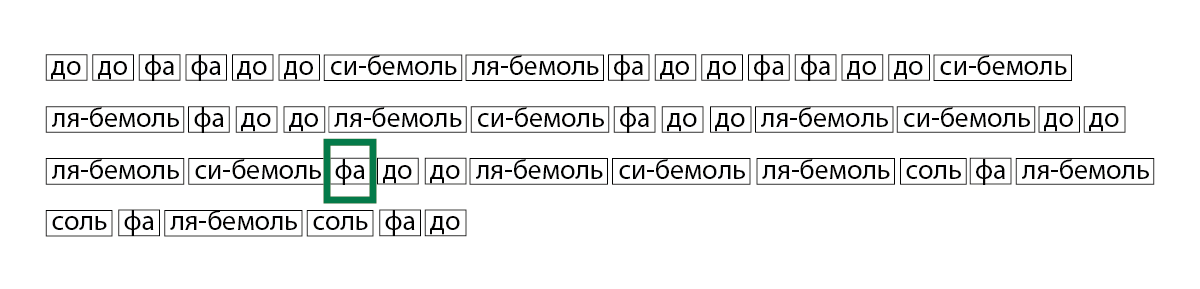 до до фа фа до до си-бемоль ля-бемоль фа до до фа фа до до си-бемоль
ля-бемоль фа до до ля-бемоль си-бемоль фа до до ля-бемоль си-бемоль до до
ля-бемоль си-бемоль фа до до ля-бемоль си-бемоль ля-бемоль соль фа ля-бемоль
соль фа ля-бемоль соль фа до